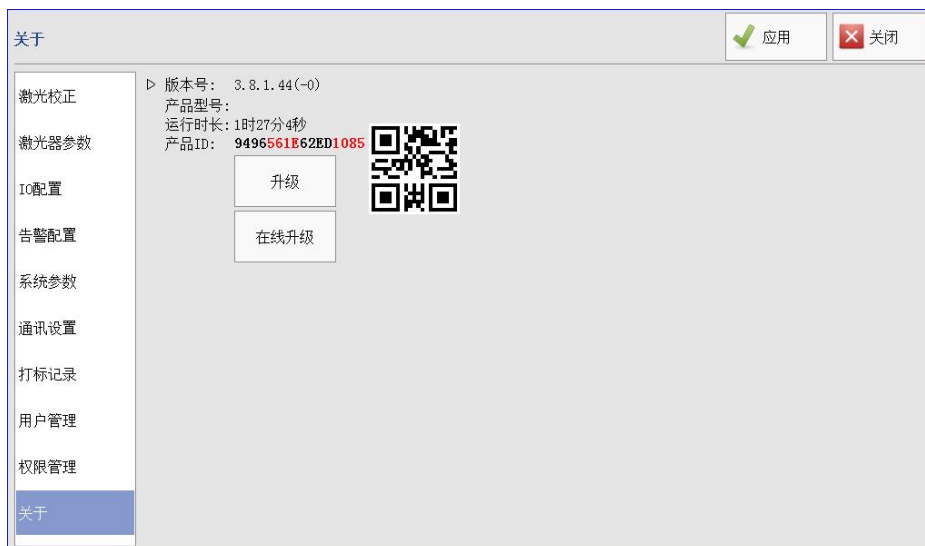 关于
应用
关闭
激光校正
激光器参数
IO配置
告警配置
系统参数
通讯设置
打标记录
用户管理
权限管理
关于
版本号: 3.8.1.44(-0)
产品型号:
运行时长: 1时27分4秒
产品ID: 9496561E62ED1085
升级
在线升级